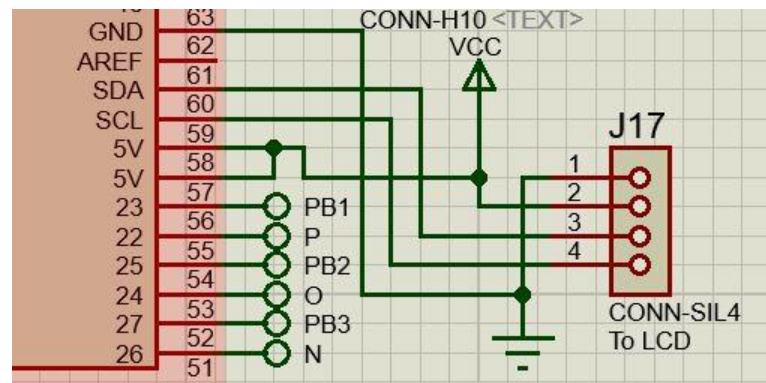 63
CONN-H10 <TEXT>
GND
62
VCC
AREF
61
SDA
60
SCL
59
J17
5V
58
1
5V
57
2
23
PB1
56
3
22
P
55
4
25
PB2
54
24
O
53
CONN-SIL4
27
PB3
52
To LCD
26
N
51